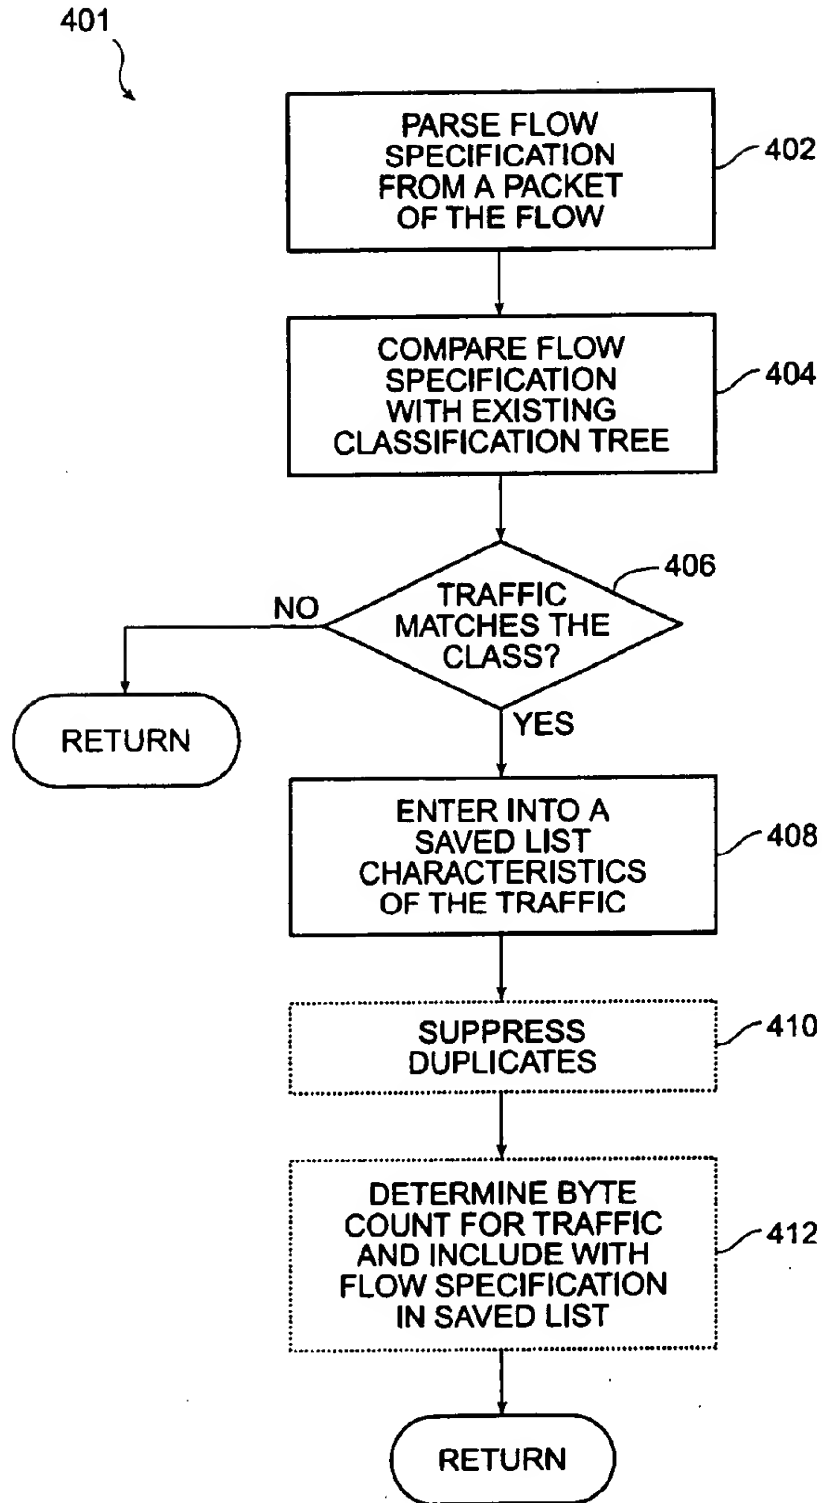 401
PARSE FLOW
SPECIFICATION
FROM A PACKET
OF THE FLOW
402
COMPARE FLOW
SPECIFICATION
WITH EXISTING
CLASSIFICATION TREE
404
TRAFFIC
MATCHES THE
CLASS?
406
NO
RETURN
YES
ENTER INTO A
SAVED LIST
CHARACTERISTICS
OF THE TRAFFIC
408
SUPPRESS
DUPLICATES
410
DETERMINE BYTE
COUNT FOR TRAFFIC
AND INCLUDE WITH
FLOW SPECIFICATION
IN SAVED LIST
412
RETURN